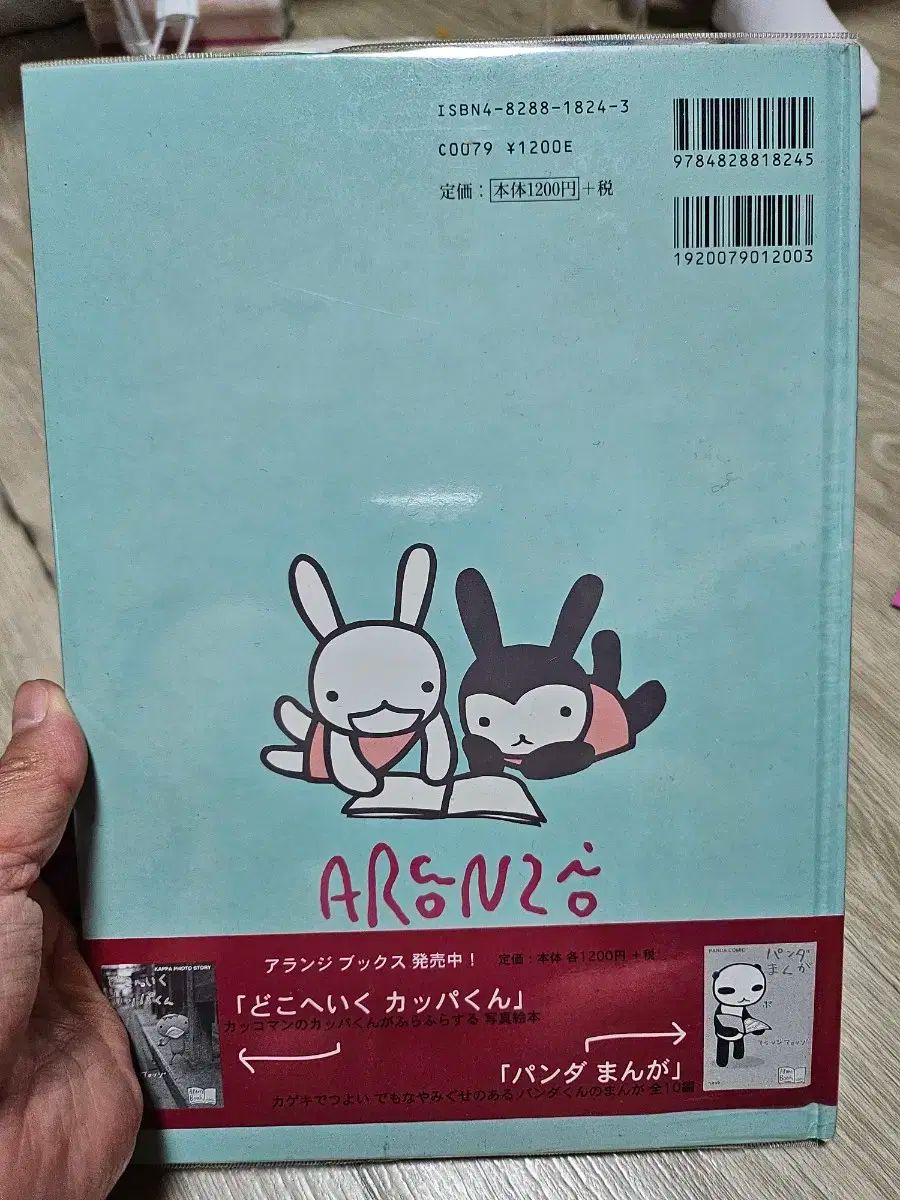 ISBN4-8288-1824-3
C0079 ¥1200E
定価：本体1200円＋税
9784828818245
1920079012003
ARANZi
アランジ ブックス 発売中！ 定価：本体 各1200円＋税
KAPPA PHOTO STORY
「どこへいく カッパくん」
カッコマンのカッパくんがふらふらする 写真絵本
PANDA COMIC
パンダ
まんが
「パンダ まんが」
カゲキでつよい でもなやみぐせのある パンダくんのまんが 全10編